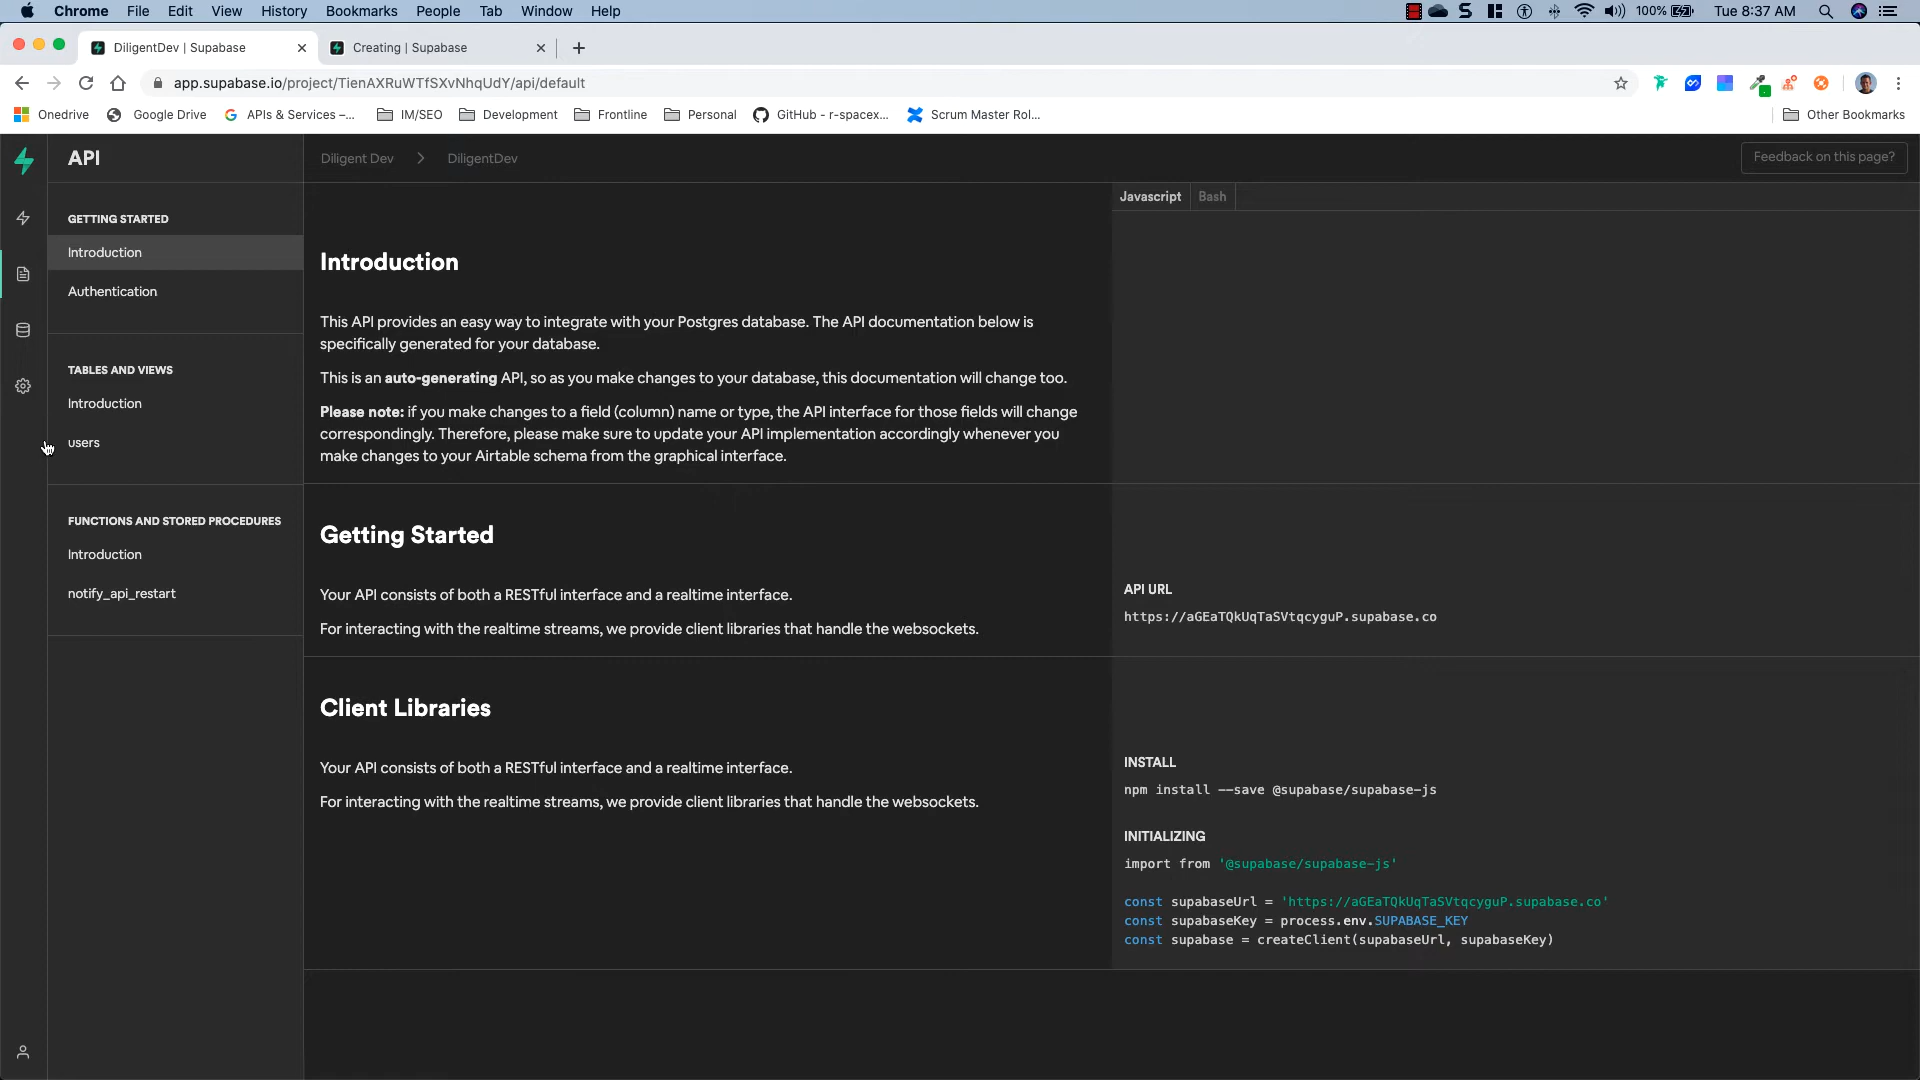 Chrome File Edit View History Bookmarks People Tab Window Help
100% Tue 8:37 AM
DiligentDev | Supabase
Creating | Supabase
app.supabase.io/project/TienAXRuWTfSXvNhqUdY/api/default
Onedrive
Google Drive
APIs & Services –...
IM/SEO
Development
Frontline
Personal
GitHub - r-spacex...
Scrum Master Rol...
Other Bookmarks
API
Diligent Dev
DiligentDev
Feedback on this page?
GETTING STARTED
Introduction
Authentication
TABLES AND VIEWS
Introduction
users
FUNCTIONS AND STORED PROCEDURES
Introduction
notify_api_restart
Javascript
Bash
Introduction
This API provides an easy way to integrate with your Postgres database. The API documentation below is
specifically generated for your database.
This is an auto-generating API, so as you make changes to your database, this documentation will change too.
Please note: if you make changes to a field (column) name or type, the API interface for those fields will change
correspondingly. Therefore, please make sure to update your API implementation accordingly whenever you
make changes to your Airtable schema from the graphical interface.
Getting Started
Your API consists of both a RESTful interface and a realtime interface.
For interacting with the realtime streams, we provide client libraries that handle the websockets.
API URL
https://aGEaTQkUqTaSVtqcyguP.supabase.co
Client Libraries
Your API consists of both a RESTful interface and a realtime interface.
For interacting with the realtime streams, we provide client libraries that handle the websockets.
INSTALL
npm install --save @supabase/supabase-js
INITIALIZING
import from '@supabase/supabase-js'
const supabaseUrl = 'https://aGEaTQkUqTaSVtqcyguP.supabase.co'
const supabaseKey = process.env.SUPABASE_KEY
const supabase = createClient(supabaseUrl, supabaseKey)